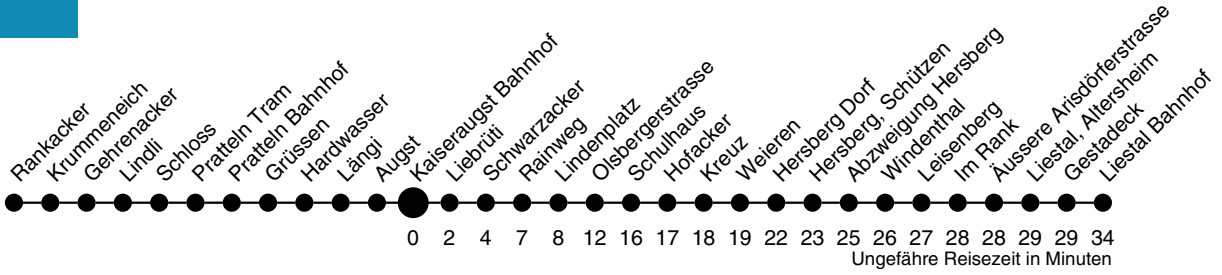 Rankacker
Krummeneich
Gehrenacker
Lindli
Schloss
Pratteln Tram
Pratteln Bahnhof
Grüssen
Hardwasser
Längi
Augst
Kaiseraugst Bahnhof
Liebrüti
Schwarzacker
Rainweg
Lindenplatz
Olsbergerstrasse
Schulhaus
Hofacker
Kreuz
Weieren
Hersberg Dorf
Hersberg, Schützen
Abzweigung Hersberg
Windenthal
Leisenberg
Im Rank
Äussere Arisdörferstrasse
Liestal, Altersheim
Gestadeck
Liestal Bahnhof
0 2 4 7 8 12 16 17 18 19 22 23 25 26 27 28 28 29 29 34
Ungefähre Reisezeit in Minuten